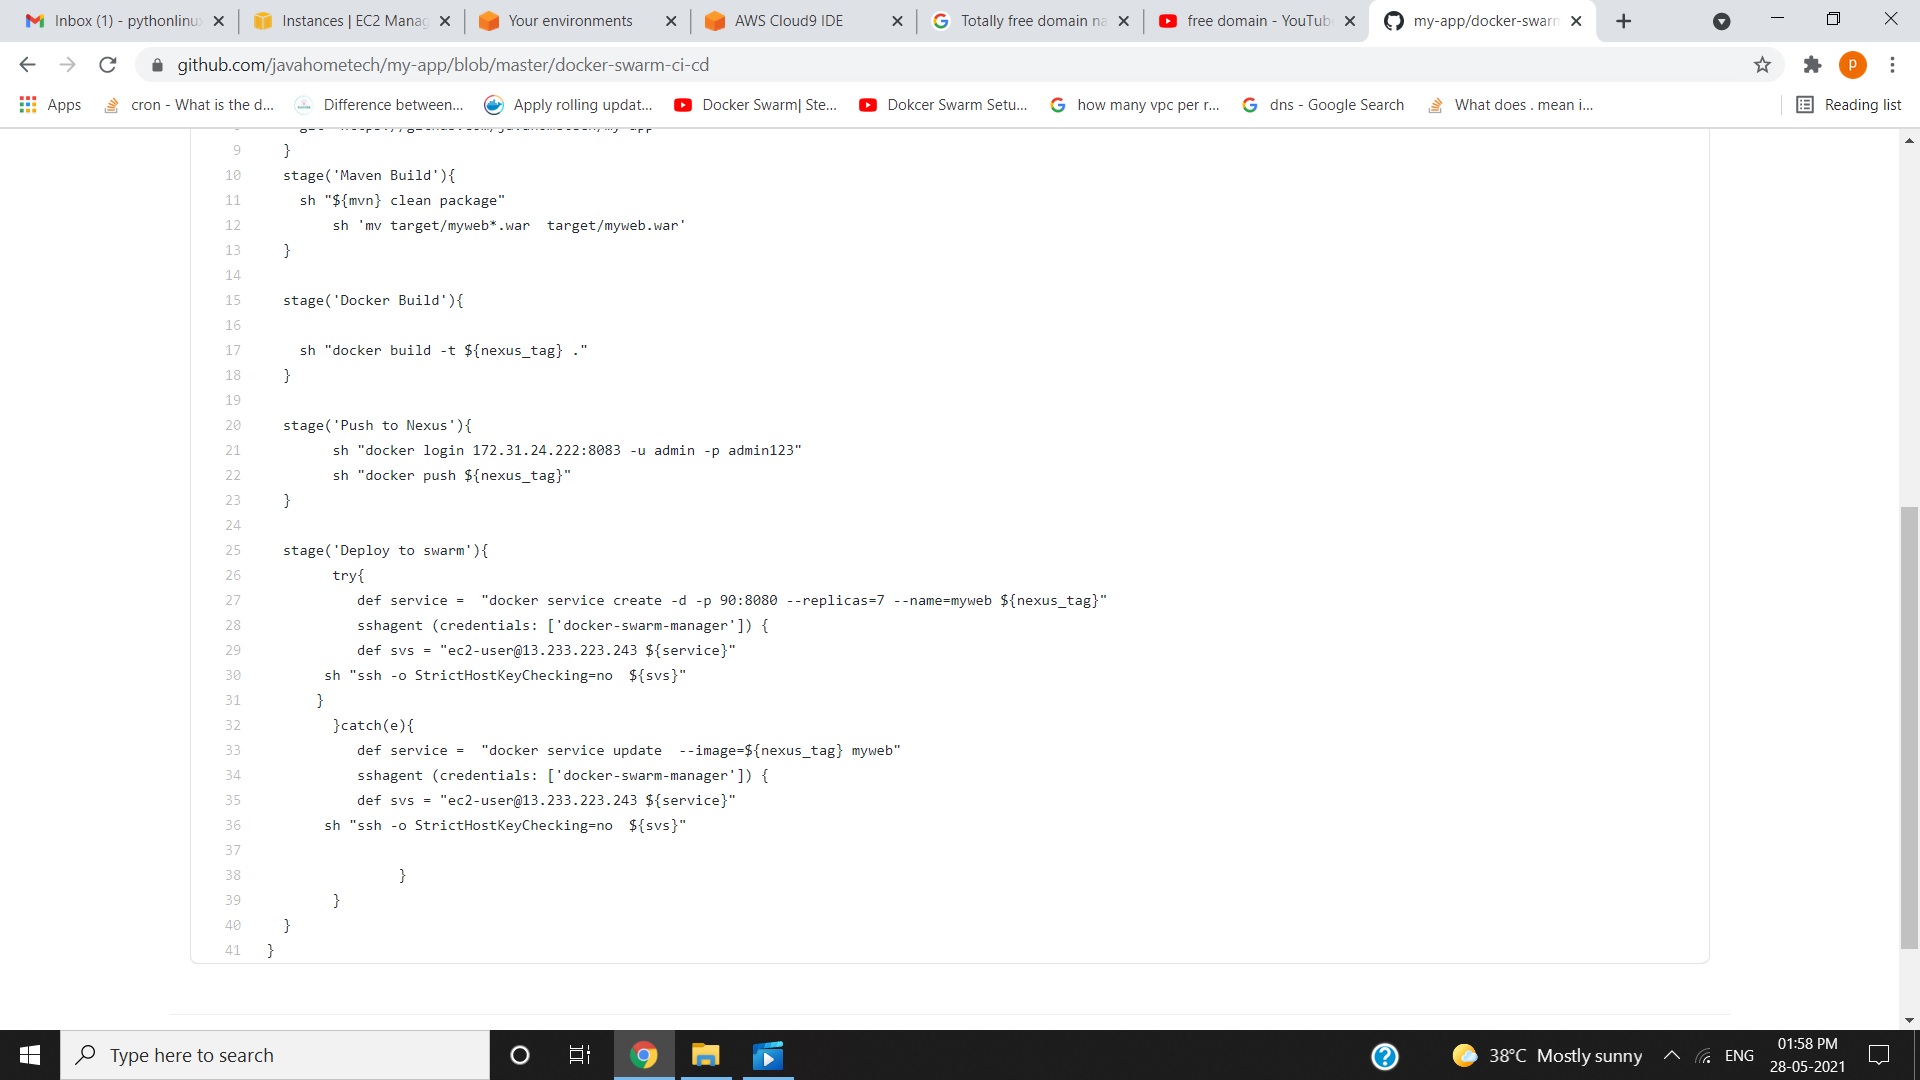 Inbox (1) - pythonlinu
Instances | EC2 Manag
Your environments
AWS Cloud9 IDE
Totally free domain na
free domain - YouTub
my-app/docker-swarm
github.com/javahometech/my-app/blob/master/docker-swarm-ci-cd
P
Apps
cron - What is the d...
Difference between...
Apply rolling updat...
Docker Swarm| Ste...
Dokcer Swarm Setu...
how many vpc per r...
dns - Google Search
What does . mean i...
Reading list
9 }
10 stage('Maven Build'){
11 sh "${mvn} clean package"
12 sh 'mv target/myweb*.war  target/myweb.war'
13 }
14
15 stage('Docker Build'){
16
17 sh "docker build -t ${nexus_tag} ."
18 }
19
20 stage('Push to Nexus'){
21 sh "docker login 172.31.24.222:8083 -u admin -p admin123"
22 sh "docker push ${nexus_tag}"
23 }
24
25 stage('Deploy to swarm'){
26 try{
27 def service =  "docker service create -d -p 90:8080 --replicas=7 --name=myweb ${nexus_tag}"
28 sshagent (credentials: ['docker-swarm-manager']) {
29 def svs = "ec2-user@13.233.223.243 ${service}"
30 sh "ssh -o StrictHostKeyChecking=no  ${svs}"
31 }
32 }catch(e){
33 def service =  "docker service update  --image=${nexus_tag} myweb"
34 sshagent (credentials: ['docker-swarm-manager']) {
35 def svs = "ec2-user@13.233.223.243 ${service}"
36 sh "ssh -o StrictHostKeyChecking=no  ${svs}"
37
38 }
39 }
40 }
41 }
Type here to search
38°C Mostly sunny
ENG
01:58 PM
28-05-2021